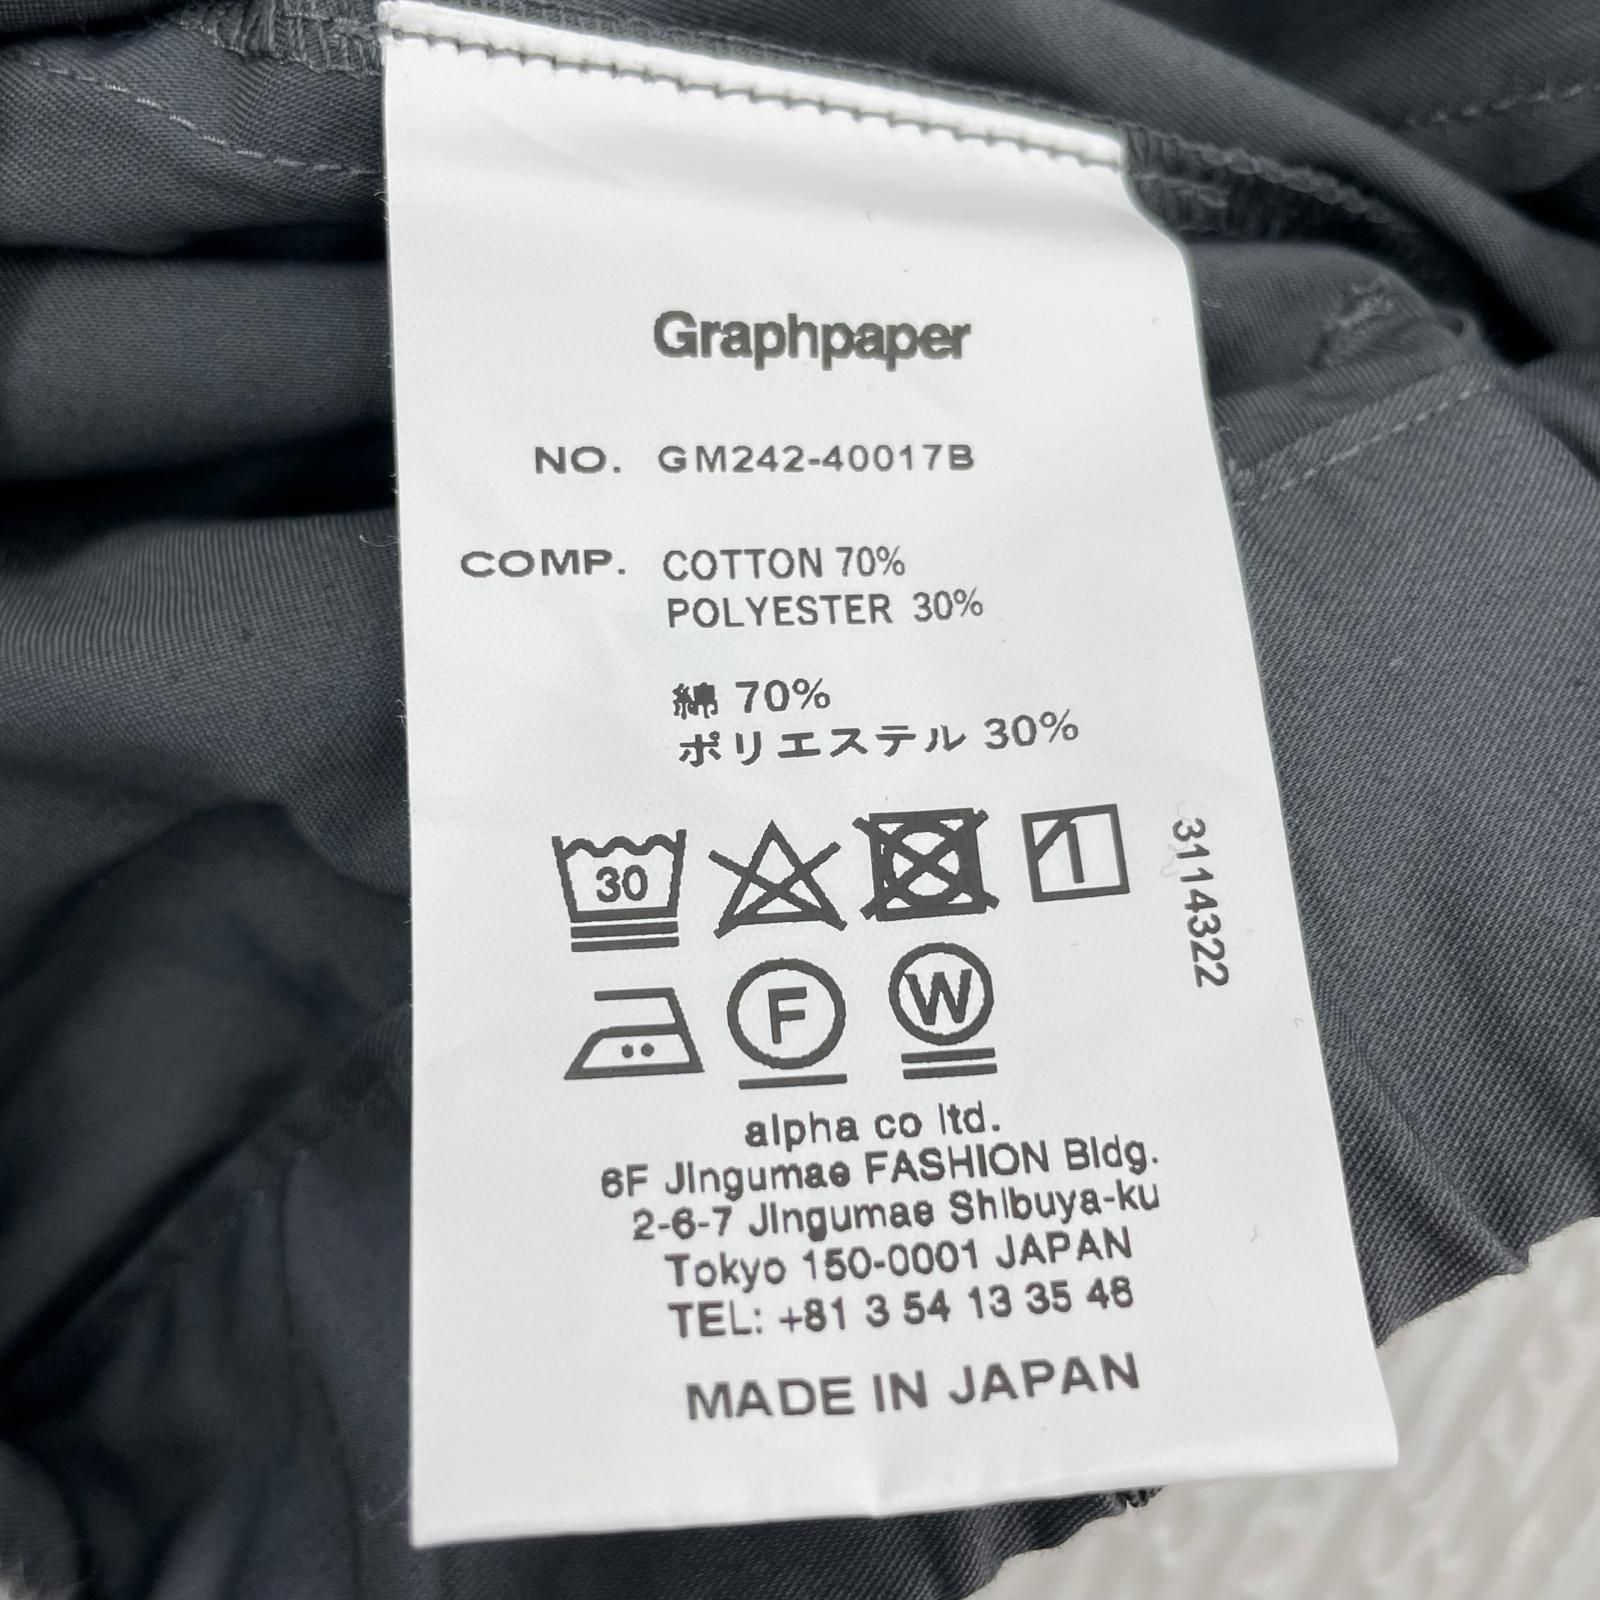 Graphpaper
NO. GM242-40017B
COMP. COTTON 70%
POLYESTER 30%
綿 70%
ポリエステル 30%
30
1
3114322
F
W
alpha co ltd.
6F Jingumae FASHION Bldg.
2-6-7 Jingumae Shibuya-ku
Tokyo 150-0001 JAPAN
TEL: +81 3 54 13 35 48
MADE IN JAPAN